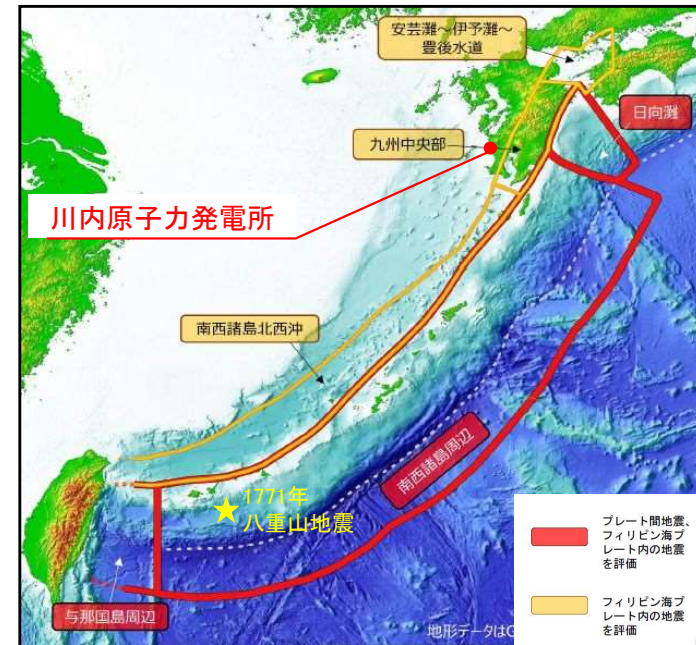 安芸灘~伊予灘~
豊後水道
日向灘
九州中央部
川内原子力発電所
南西諸島北西沖
南西諸島周辺
1771年
八重山地震
与那国島周辺
プレート間地震、
フィリピン海プ
レート内の地震
を評価
フィリピン海プ
レート内の地震
を評価
地形データはG